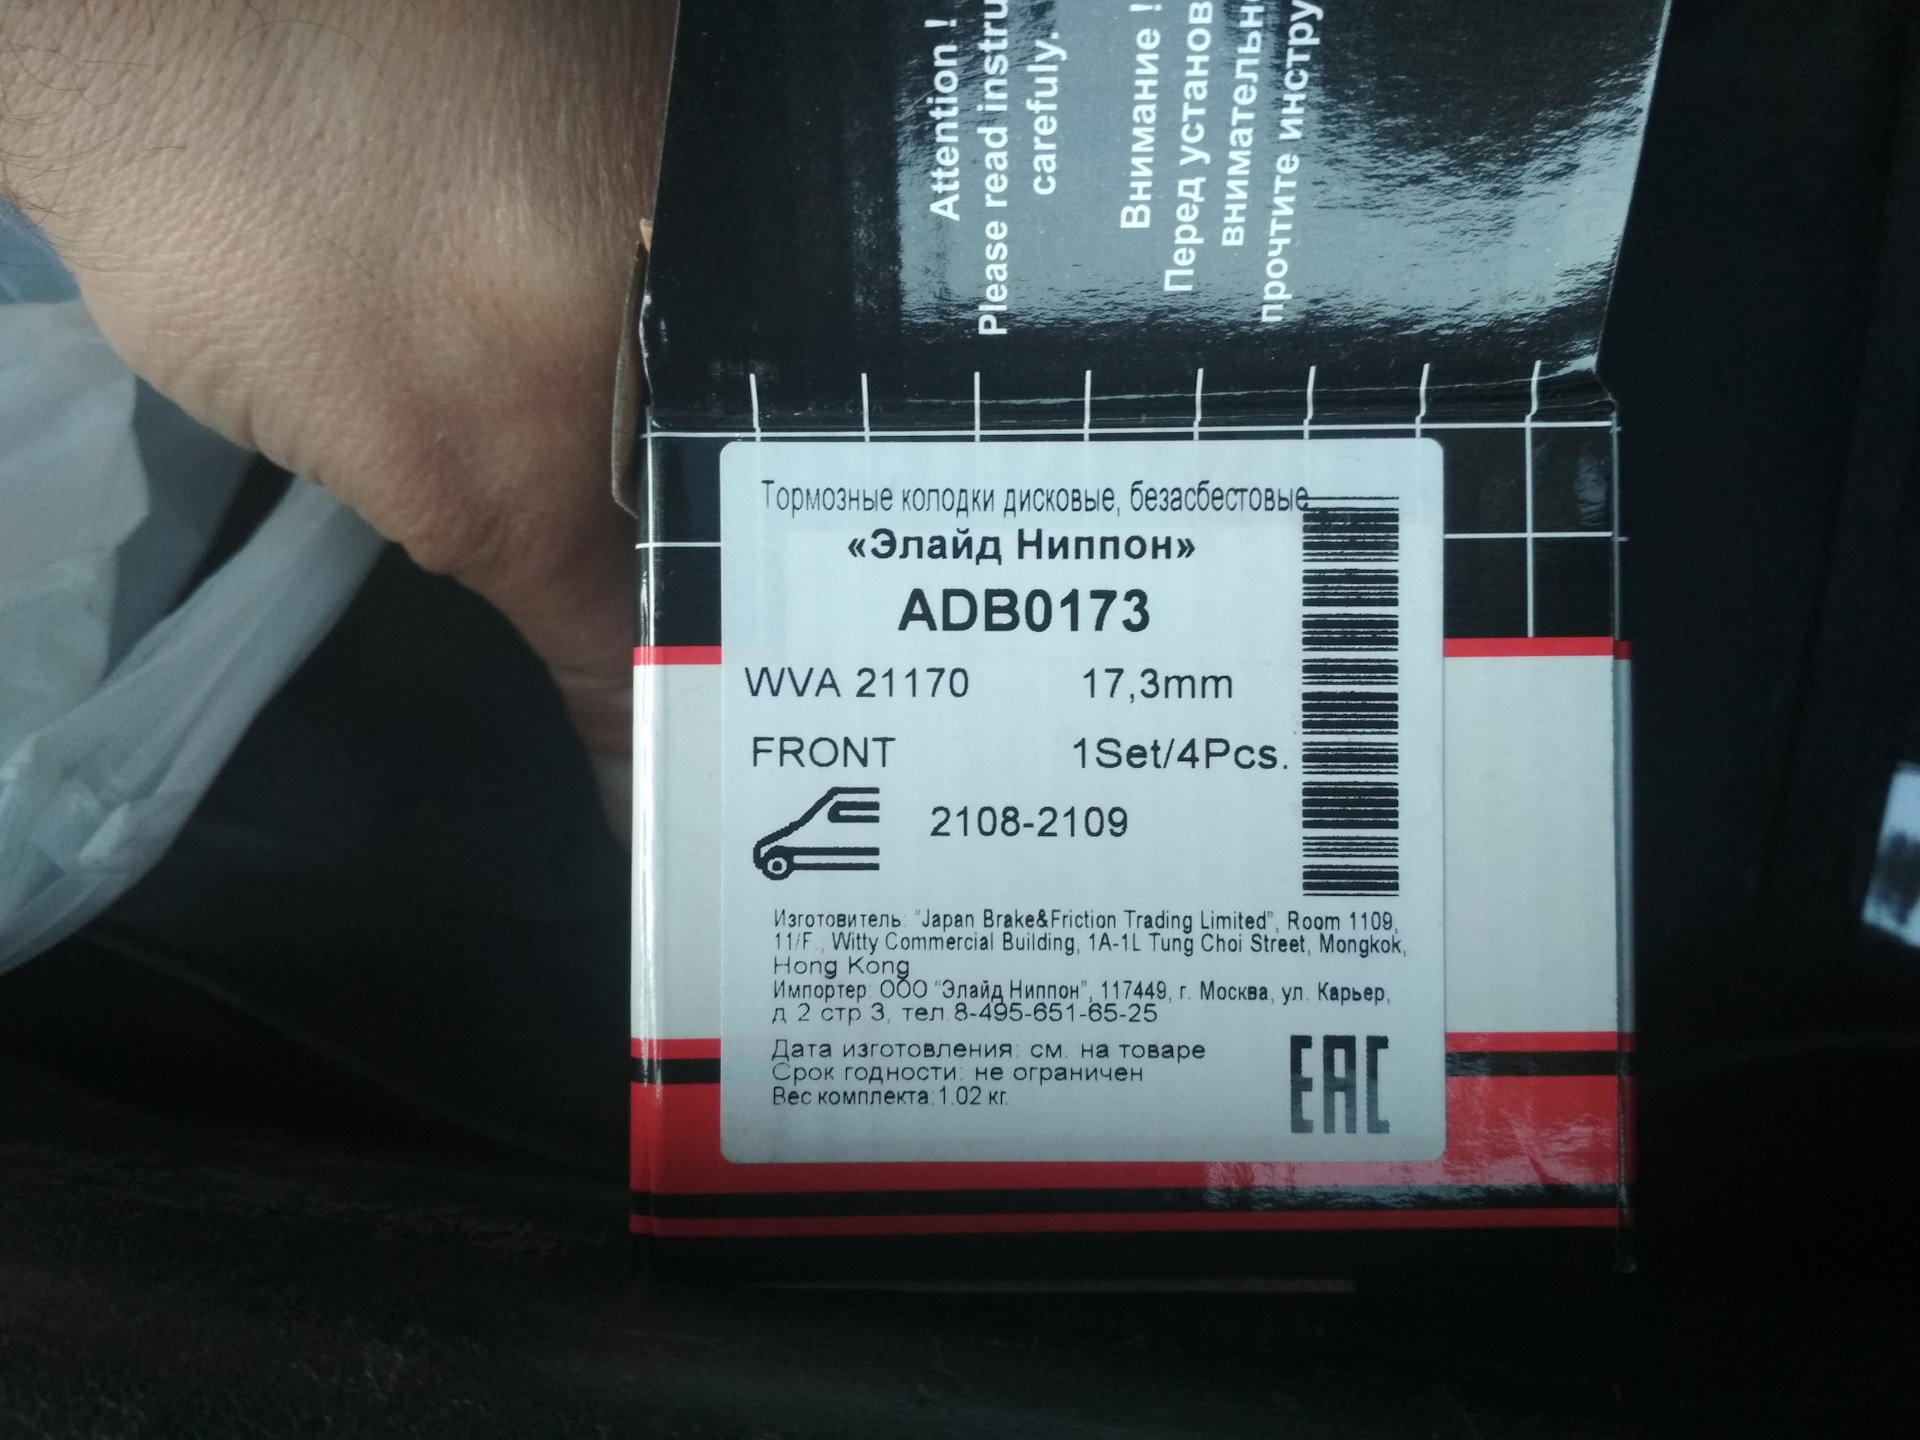 Attention !
Please read instru
carefuly.
Внимание !
Перед установ
внимательн
прочтите инстру
Тормозные колодки дисковые, безасбестовые
«Элайд Ниппон»
ADB0173
WVA 21170 17,3mm
FRONT 1Set/4Pcs.
2108-2109
Изготовитель: "Japan Brake&Friction Trading Limited", Room 1109,
11/F., Witty Commercial Building, 1A-1L Tung Choi Street, Mongkok,
Hong Kong
Импортер: ООО "Элайд Ниппон", 117449, г. Москва, ул. Карьер,
д 2 стр 3, тел.8-495-651-65-25
Дата изготовления: см. на товаре
Срок годности: не ограничен
Вес комплекта:1.02 кг.
EAC